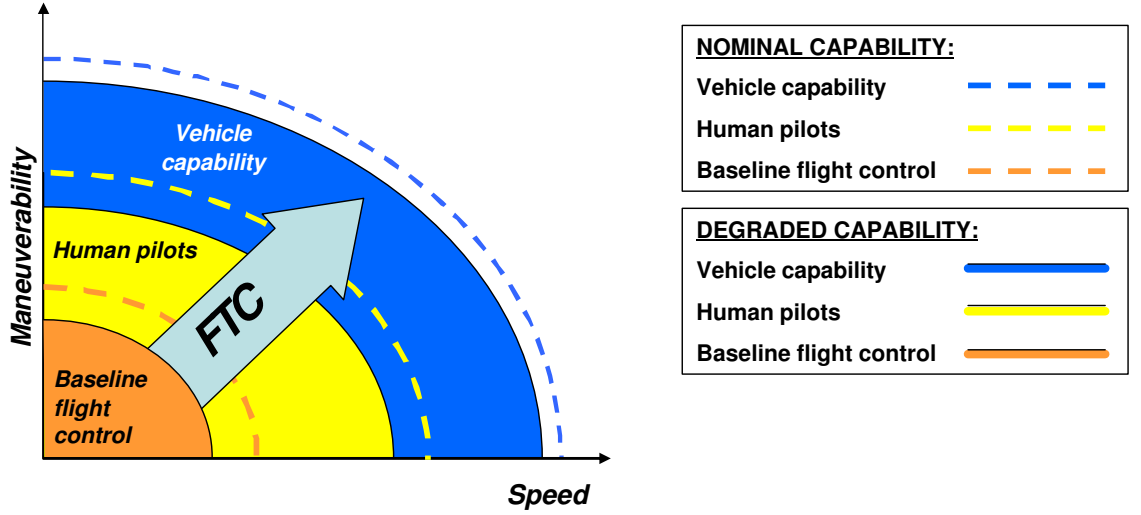 Maneuverability
Vehicle
capability
Human pilots
FTC
Baseline
flight
control
Speed
NOMINAL CAPABILITY:
Vehicle capability
Human pilots
Baseline flight control
DEGRADED CAPABILITY:
Vehicle capability
Human pilots
Baseline flight control